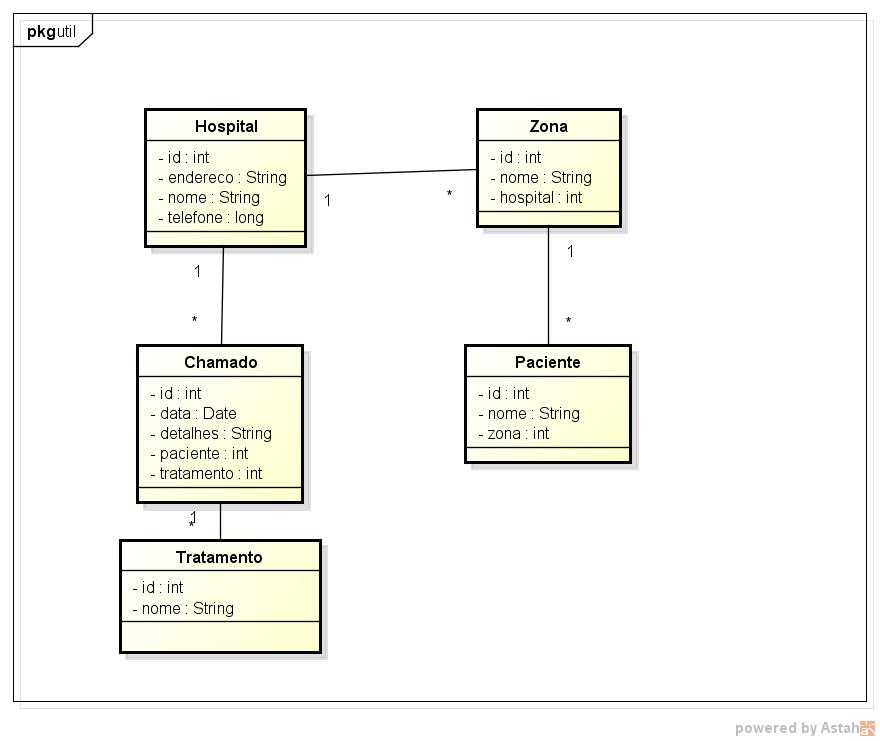 pkg util
Hospital
- id : int
- endereco : String
- nome : String
- telefone : long
Zona
- id : int
- nome : String
- hospital : int
1
*
1
*
1
*
Chamado
- id : int
- data : Date
- detalhes : String
- paciente : int
- tratamento : int
Paciente
- id : int
- nome : String
- zona : int
1
*
Tratamento
- id : int
- nome : String
powered by Astah